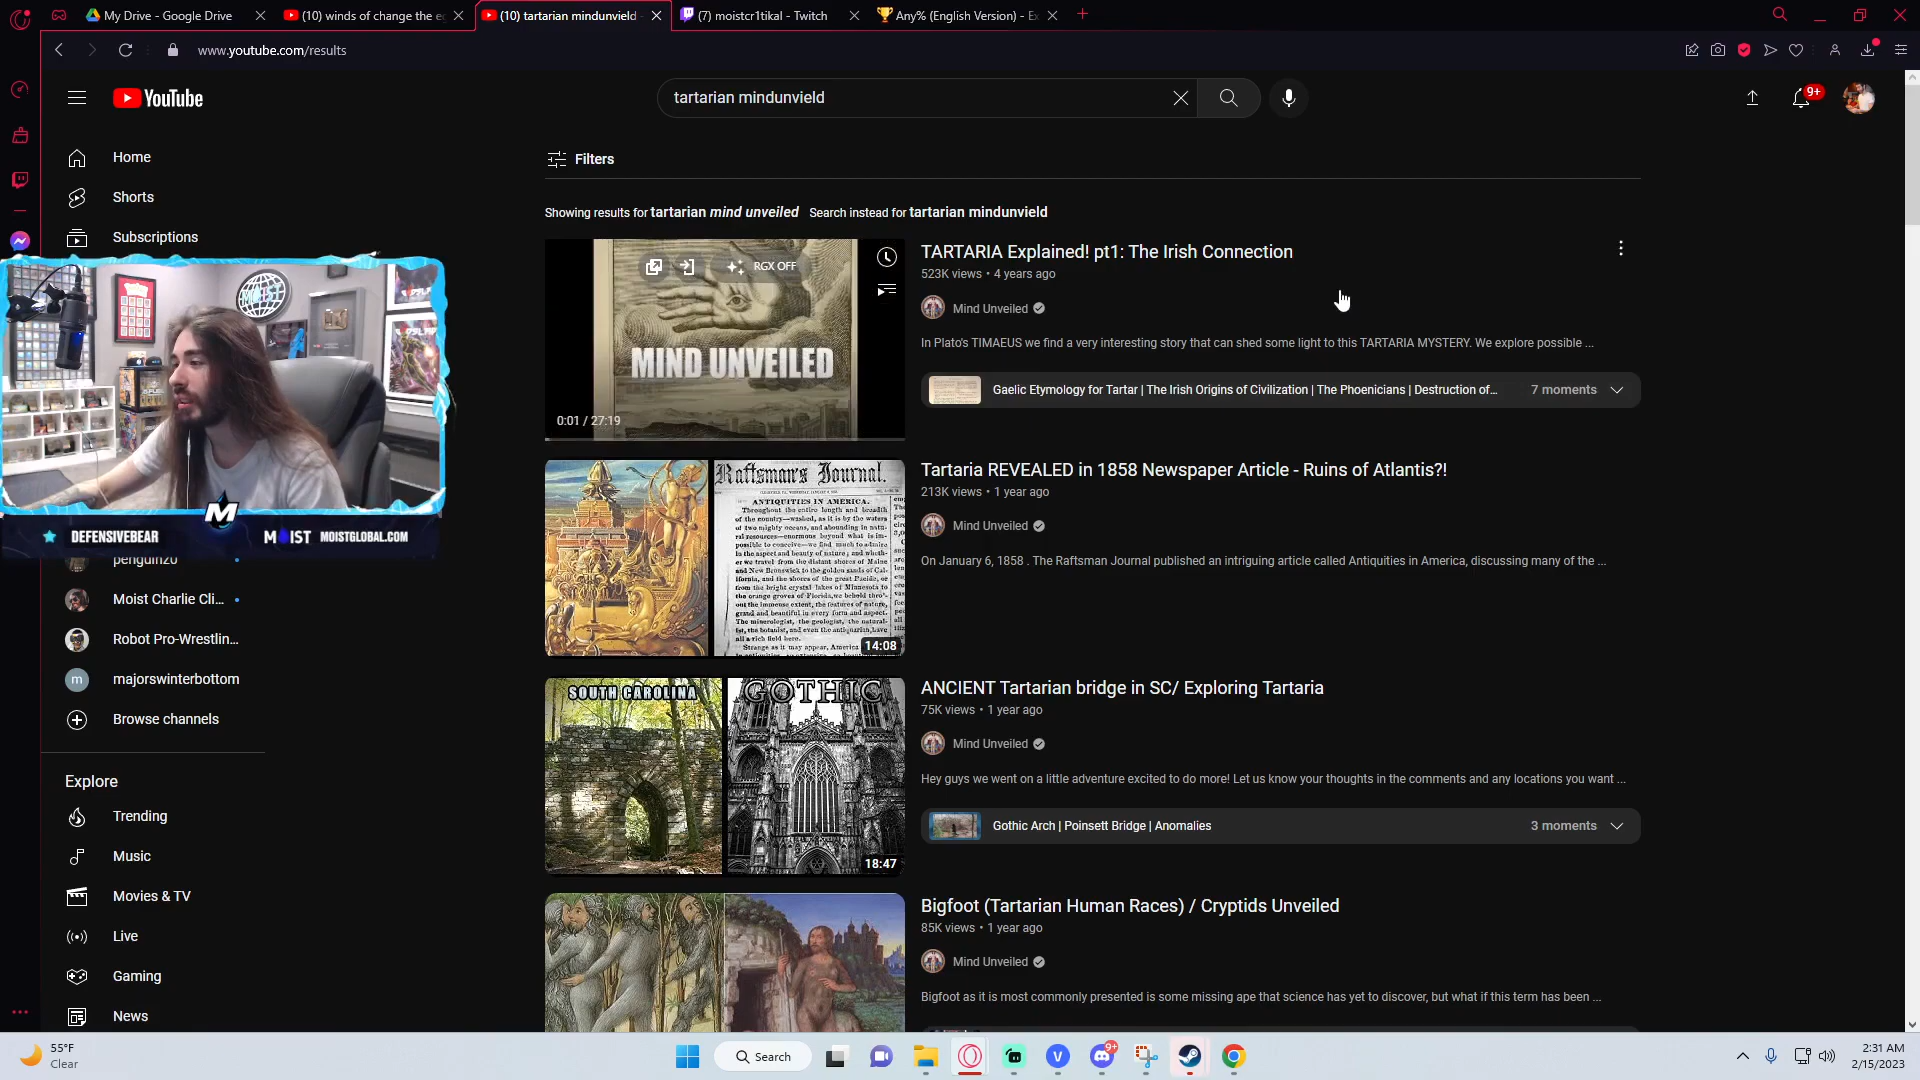 My Drive - Google Drive
(10) winds of change the ec
(10) tartarian mindunvield -
(7) moistcr1tikal - Twitch
Any% (English Version) - Ex
www.youtube.com/results
YouTube
tartarian mindunvield
9+
Home
Shorts
Subscriptions
Filters
Showing results for tartarian mind unveiled Search instead for tartarian mindunvield
RGX OFF
MIND UNVEILED
0:01 / 27:19
TARTARIA Explained! pt1: The Irish Connection
523K views • 4 years ago
Mind Unveiled
In Plato's TIMAEUS we find a very interesting story that can shed some light to this TARTARIA MYSTERY. We explore possible ...
Gaelic Etymology for Tartar | The Irish Origins of Civilization | The Phoenicians | Destruction of...
7 moments
MOIST
M
DEFENSIVEBEAR
MOIST MOISTGLOBAL.COM
penguinz0
Moist Charlie Cli...
Robot Pro-Wrestlin...
m
majorswinterbottom
Browse channels
Explore
Trending
Music
Movies & TV
Live
Gaming
News
Raftsman's Journal.
ANTIQUITIES IN AMERICA.
14:08
Tartaria REVEALED in 1858 Newspaper Article - Ruins of Atlantis?!
213K views • 1 year ago
Mind Unveiled
On January 6, 1858 . The Raftsman Journal published an intriguing article called Antiquities in America, discussing many of the ...
SOUTH CAROLINA
GOTHIC
18:47
ANCIENT Tartarian bridge in SC/ Exploring Tartaria
75K views • 1 year ago
Mind Unveiled
Hey guys we went on a little adventure excited to do more! Let us know your thoughts in the comments and any locations you want ...
Gothic Arch | Poinsett Bridge | Anomalies
3 moments
Bigfoot (Tartarian Human Races) / Cryptids Unveiled
85K views • 1 year ago
Mind Unveiled
Bigfoot as it is most commonly presented is some missing ape that science has yet to discover, but what if this term has been ...
55°F
Clear
Search
9+
2:31 AM
2/15/2023